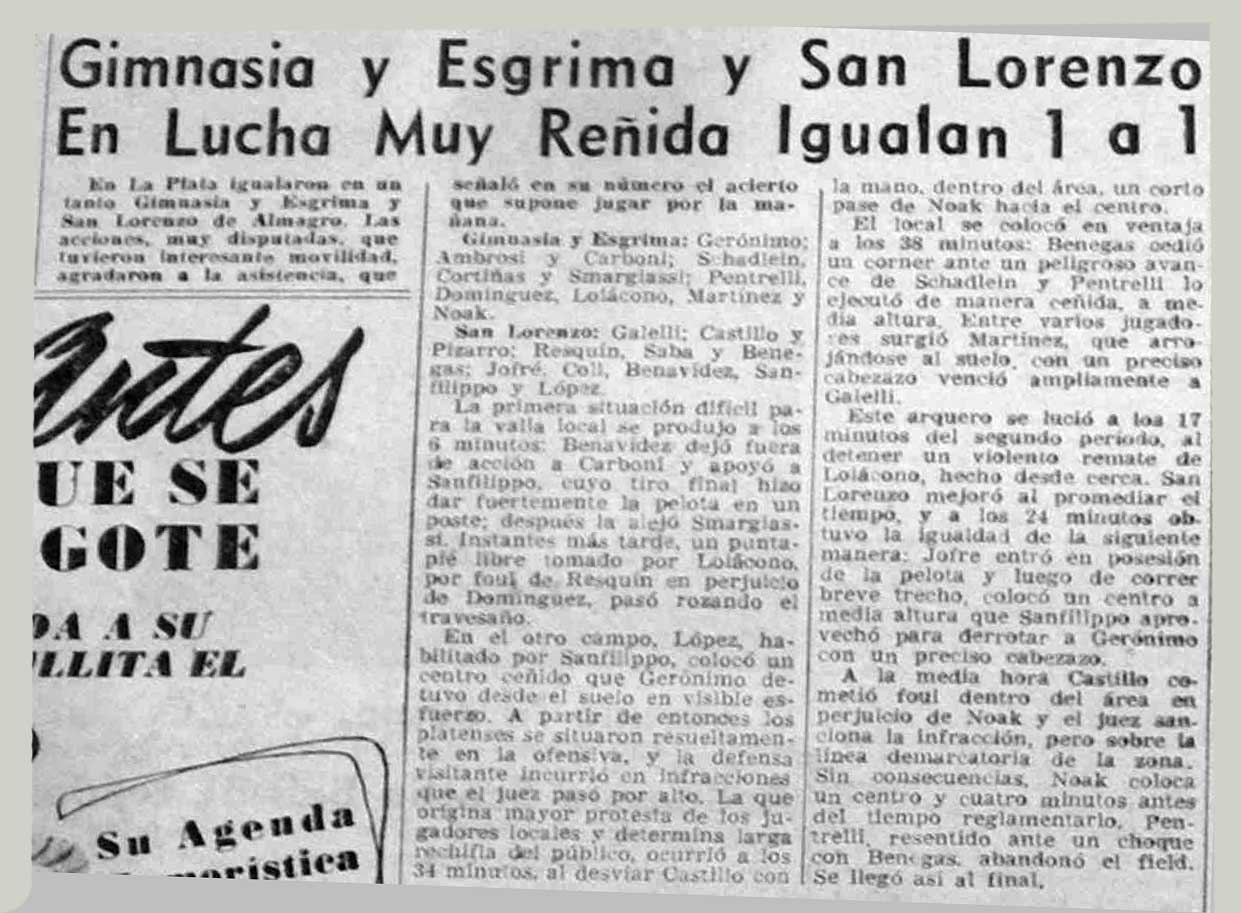 Gimnasia y Esgrima y San Lorenzo
En Lucha Muy Reñida Igualan 1 a 1
En La Plata igualaron en un
tanto Gimnasia y Esgrima y
San Lorenzo de Almagro. Las
acciones, muy disputadas, que
tuvieron interesante movilidad,
agradaron a la asistencia, que
señaló en su número el acierto
que supone jugar por la ma-
ñana.
Gimnasia y Esgrima: Gerónimo;
Ambrosi y Carboni; Schadlein,
Cortiñas y Smargiassi; Pentrelli,
Domínguez, Loiácono, Martínez y
Noak.
San Lorenzo: Galelli; Castillo y
Pizarro; Resquín, Saba y Bene-
gas; Jofré, Coll, Benavídez, San-
filippo y López.
La primera situación difícil pa-
ra la valla local se produjo a los
6 minutos: Benavídez dejó fuera
de acción a Carboni y apoyó a
Sanfilippo, cuyo tiro final hizo
dar fuertemente la pelota en un
poste; después la alejó Smargias-
si. Instantes más tarde, un punta-
pié libre tomado por Loiácono,
por foul de Resquín en perjuicio
de Domínguez, pasó rozando el
travesaño.
En el otro campo, López, ha-
bilitado por Sanfilippo, colocó un
centro ceñido que Gerónimo de-
tuvo desde el suelo en visible es-
fuerzo. A partir de entonces los
platenses se situaron resueltamen-
te en la ofensiva, y la defensa
visitante incurrió en infracciones
que el juez pasó por alto. La que
origina mayor protesta de los ju-
gadores locales y determina larga
rechifla del público, ocurrió a los
34 minutos, al desviar Castillo con
la mano, dentro del área, un corto
pase de Noak hacia el centro.
El local se colocó en ventaja
a los 38 minutos: Benegas cedió
un corner ante un peligroso avan-
ce de Schadlein y Pentrelli lo
ejecutó de manera ceñida, a me-
dia altura. Entre varios jugado-
res surgió Martínez, que arro-
jándose al suelo, con un preciso
cabezazo venció ampliamente a
Galelli.
Este arquero se lució a los 17
minutos del segundo período, al
detener un violento remate de
Loiácono, hecho desde cerca. San
Lorenzo mejoró al promediar el
tiempo, y a los 24 minutos ob-
tuvo la igualdad de la siguiente
manera: Jofre entró en posesión
de la pelota y luego de correr
breve trecho, colocó un centro a
media altura que Sanfilippo apro-
vechó para derrotar a Gerónimo
con un preciso cabezazo.
A la media hora Castillo co-
metió foul dentro del área en
perjuicio de Noak y el juez san-
ciona la infracción, pero sobre la
línea demarcatoria de la zona.
Sin consecuencias, Noak coloca
un centro y cuatro minutos antes
del tiempo reglamentario, Pen-
trelli, resentido ante un choque
con Benegas, abandonó el field.
Se llegó así al final.
antes
UE SE
GOTE
DA A SU
LLITA EL
Su Agenda